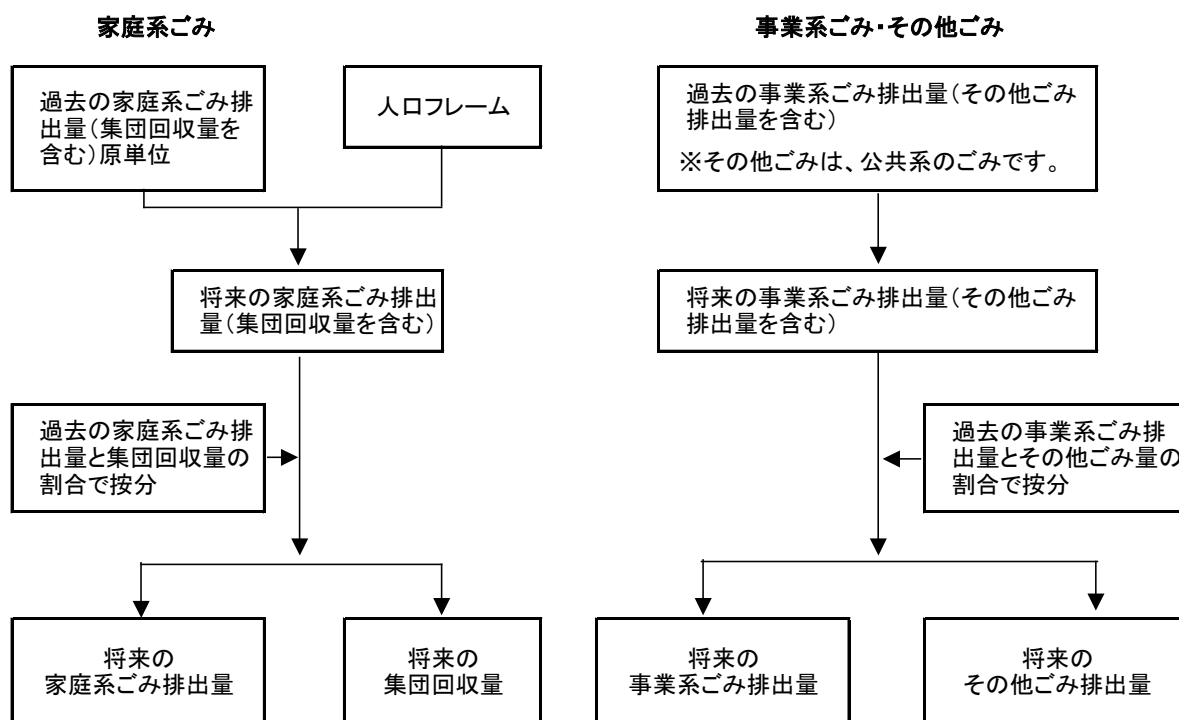 家庭系ごみ
事業系ごみ・その他ごみ
過去の家庭系ごみ排
出量(集団回収量を
含む)原単位
人口フレーム
過去の事業系ごみ排出量(その他ごみ
排出量を含む)
※その他ごみは、公共系のごみです。
将来の家庭系ごみ排出
量(集団回収量を含む)
将来の事業系ごみ排出量(その他ごみ
排出量を含む)
過去の家庭系ごみ排
出量と集団回収量の
割合で按分
過去の事業系ごみ排
出量とその他ごみ量の
割合で按分
将来の
家庭系ごみ排出量
将来の
集団回収量
将来の
事業系ごみ排出量
将来の
その他ごみ排出量